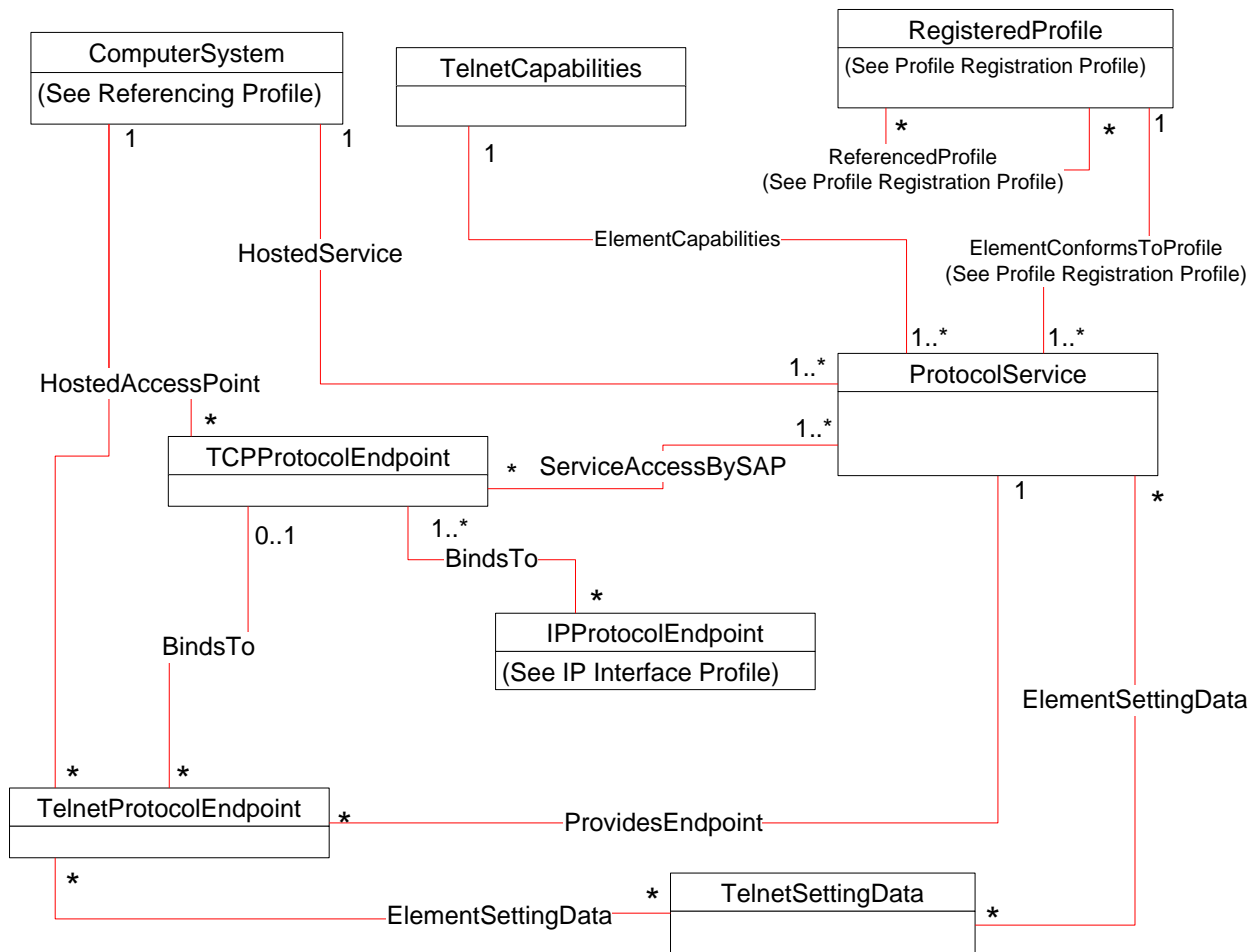 ComputerSystem
(See Referencing Profile)
TelnetCapabilities
RegisteredProfile
(See Profile Registration Profile)
1
1
1
*
*
1
ReferencedProfile
(See Profile Registration Profile)
HostedService
ElementCapabilities
ElementConformsToProfile
(See Profile Registration Profile)
1..*
1..*
1..*
ProtocolService
HostedAccessPoint
*
1..*
TCPProtocolEndpoint
*
ServiceAccessBySAP
0..1
1..*
1
*
BindsTo
*
IPProtocolEndpoint
(See IP Interface Profile)
BindsTo
ElementSettingData
*
*
TelnetProtocolEndpoint
*
ProvidesEndpoint
*
*
TelnetSettingData
*
ElementSettingData